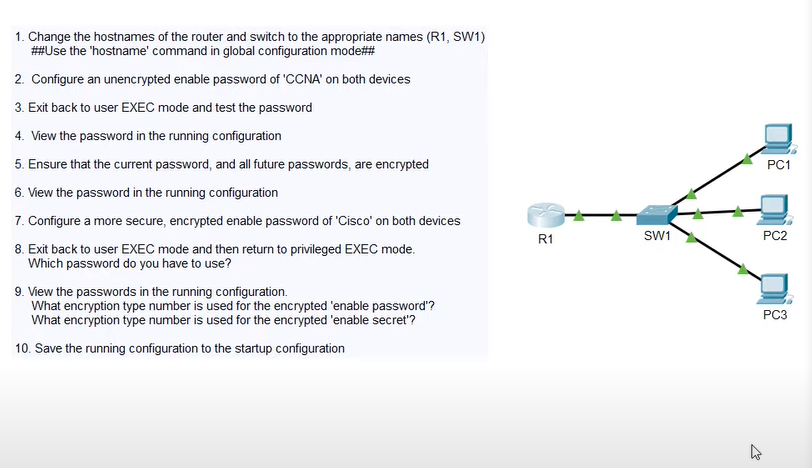 1. Change the hostnames of the router and switch to the appropriate names (R1, SW1)
##Use the 'hostname' command in global configuration mode##
2. Configure an unencrypted enable password of 'CCNA' on both devices
3. Exit back to user EXEC mode and test the password
4. View the password in the running configuration
5. Ensure that the current password, and all future passwords, are encrypted
6. View the password in the running configuration
7. Configure a more secure, encrypted enable password of 'Cisco' on both devices
8. Exit back to user EXEC mode and then return to privileged EXEC mode.
Which password do you have to use?
9. View the passwords in the running configuration.
What encryption type number is used for the encrypted 'enable password'?
What encryption type number is used for the encrypted 'enable secret'?
10. Save the running configuration to the startup configuration
PC1
R1
SW1
PC2
PC3